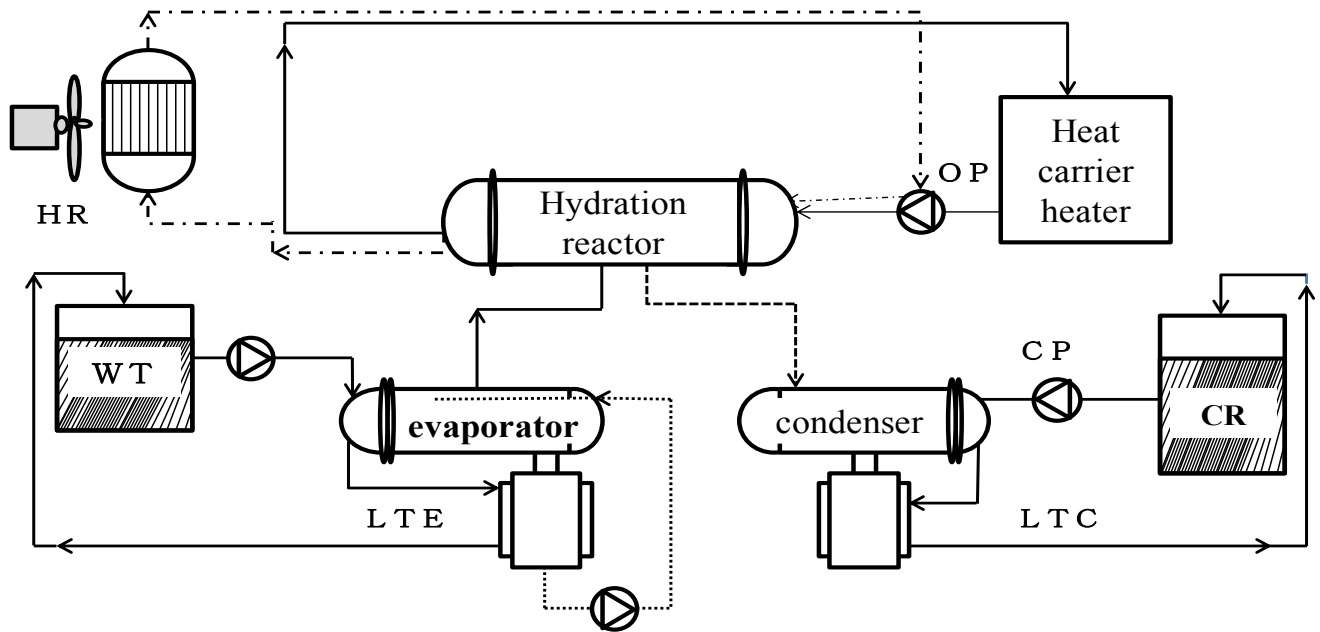 Heat
carrier
heater
OP
Hydration
reactor
HR
CP
WT
CR
evaporator
condenser
LTE
LTC